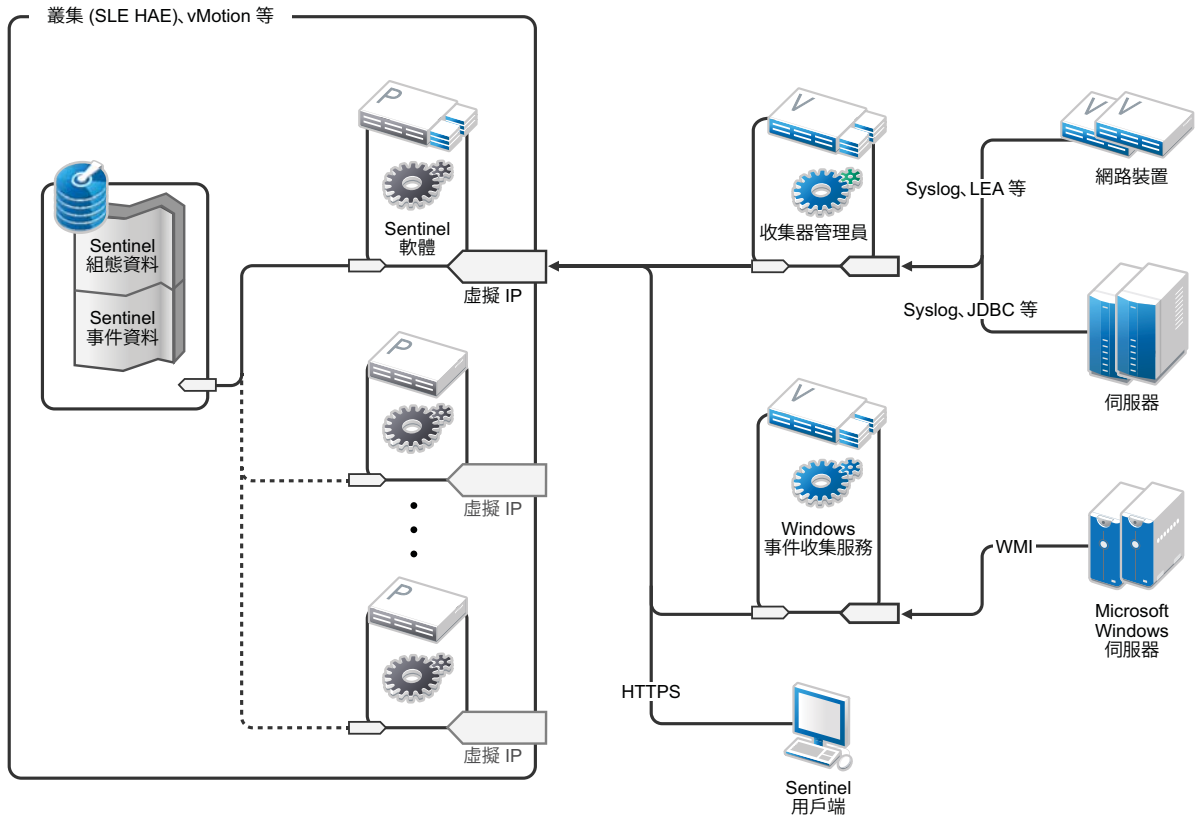 叢集 (SLE HAE)、vMotion 等
P
Sentinel
軟體
虛擬 IP
Sentinel
組態資料
Sentinel
事件資料
P
虛擬 IP
P
虛擬 IP
V
收集器管理員
Syslog、LEA 等
V
V
網路裝置
Syslog、JDBC 等
伺服器
V
Windows
事件收集服務
WMI
Microsoft
Windows
伺服器
HTTPS
Sentinel
用戶端